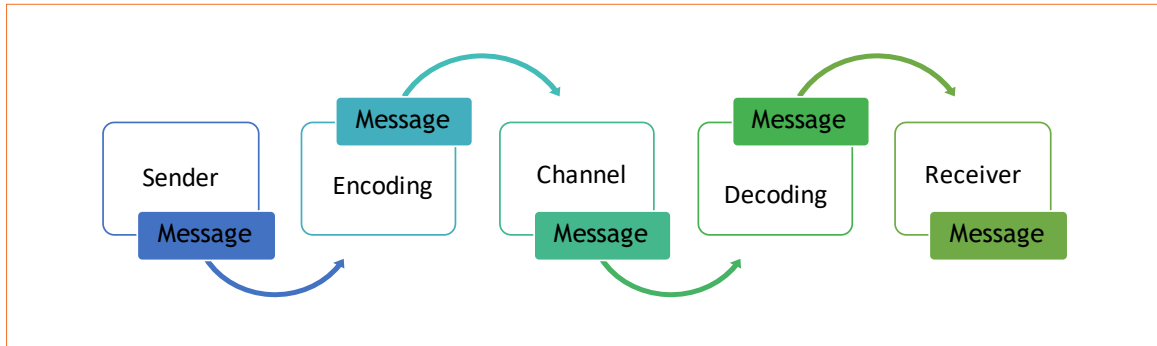 Sender
Message
Message
Encoding
Channel
Message
Message
Decoding
Receiver
Message